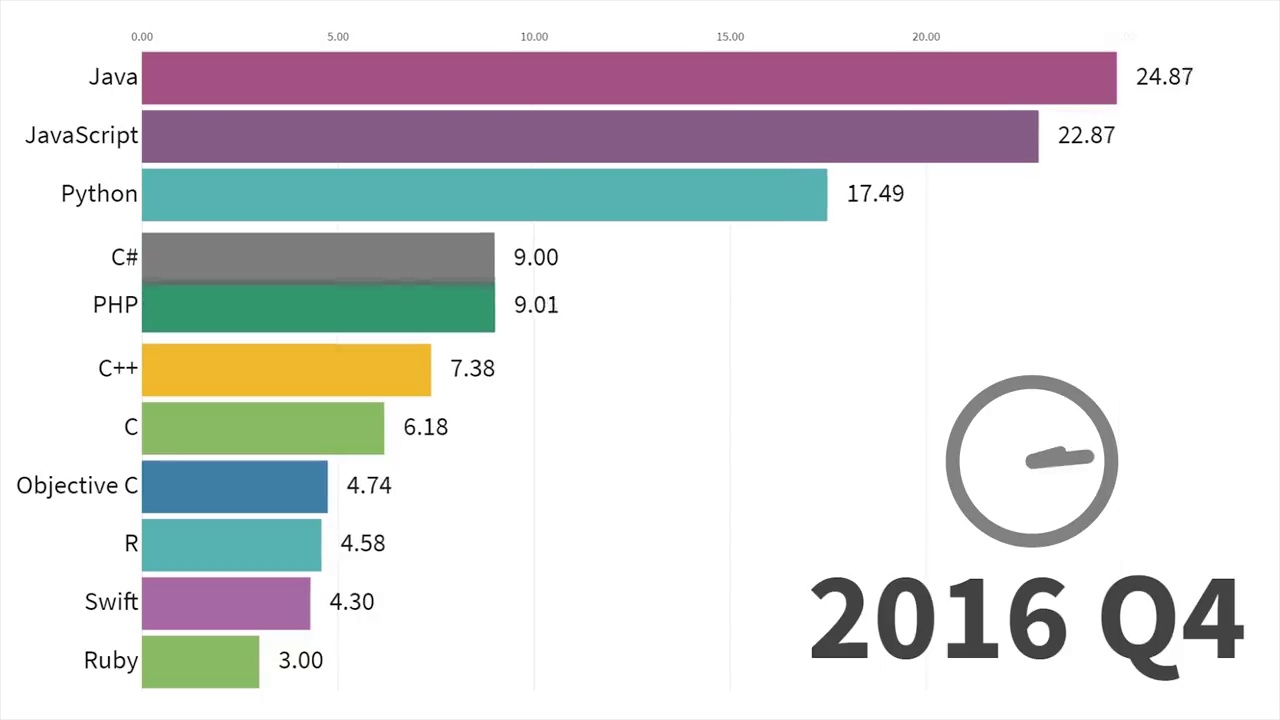 0.00 5.00 10.00 15.00 20.00
Java 24.87
JavaScript 22.87
Python 17.49
C# 9.00
PHP 9.01
C++ 7.38
C 6.18
Objective C 4.74
R 4.58
Swift 4.30
Ruby 3.00
2016 Q4